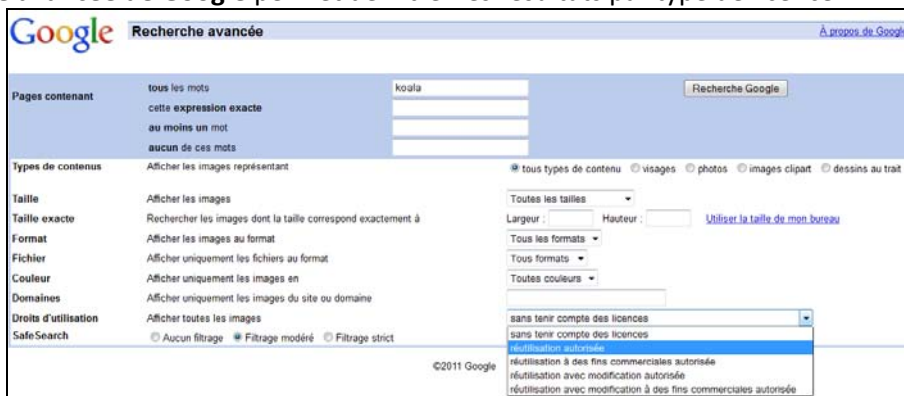 Google Recherche avancée À propos de Google
Pages contenant tous les mots koala Recherche Google
cette expression exacte
au moins un mot
aucun de ces mots
Types de contenus Afficher les images représentant tous types de contenu visages photos images clipart dessins au trait
Taille Afficher les images Toutes les tailles
Taille exacte Rechercher les images dont la taille correspond exactement à Largeur : Hauteur : Utiliser la taille de mon bureau
Format Afficher les images au format Tous les formats
Fichier Afficher uniquement les fichiers au format Tous formats
Couleur Afficher uniquement les images en Toutes couleurs
Domaines Afficher uniquement les images du site ou domaine
Droits d'utilisation Afficher toutes les images sans tenir compte des licences
SafeSearch Aucun filtrage Filtrage modéré Filtrage strict
sans tenir compte des licences
réutilisation autorisée
réutilisation à des fins commerciales autorisée
réutilisation avec modification autorisée
réutilisation avec modification à des fins commerciales autorisée
©2011 Google